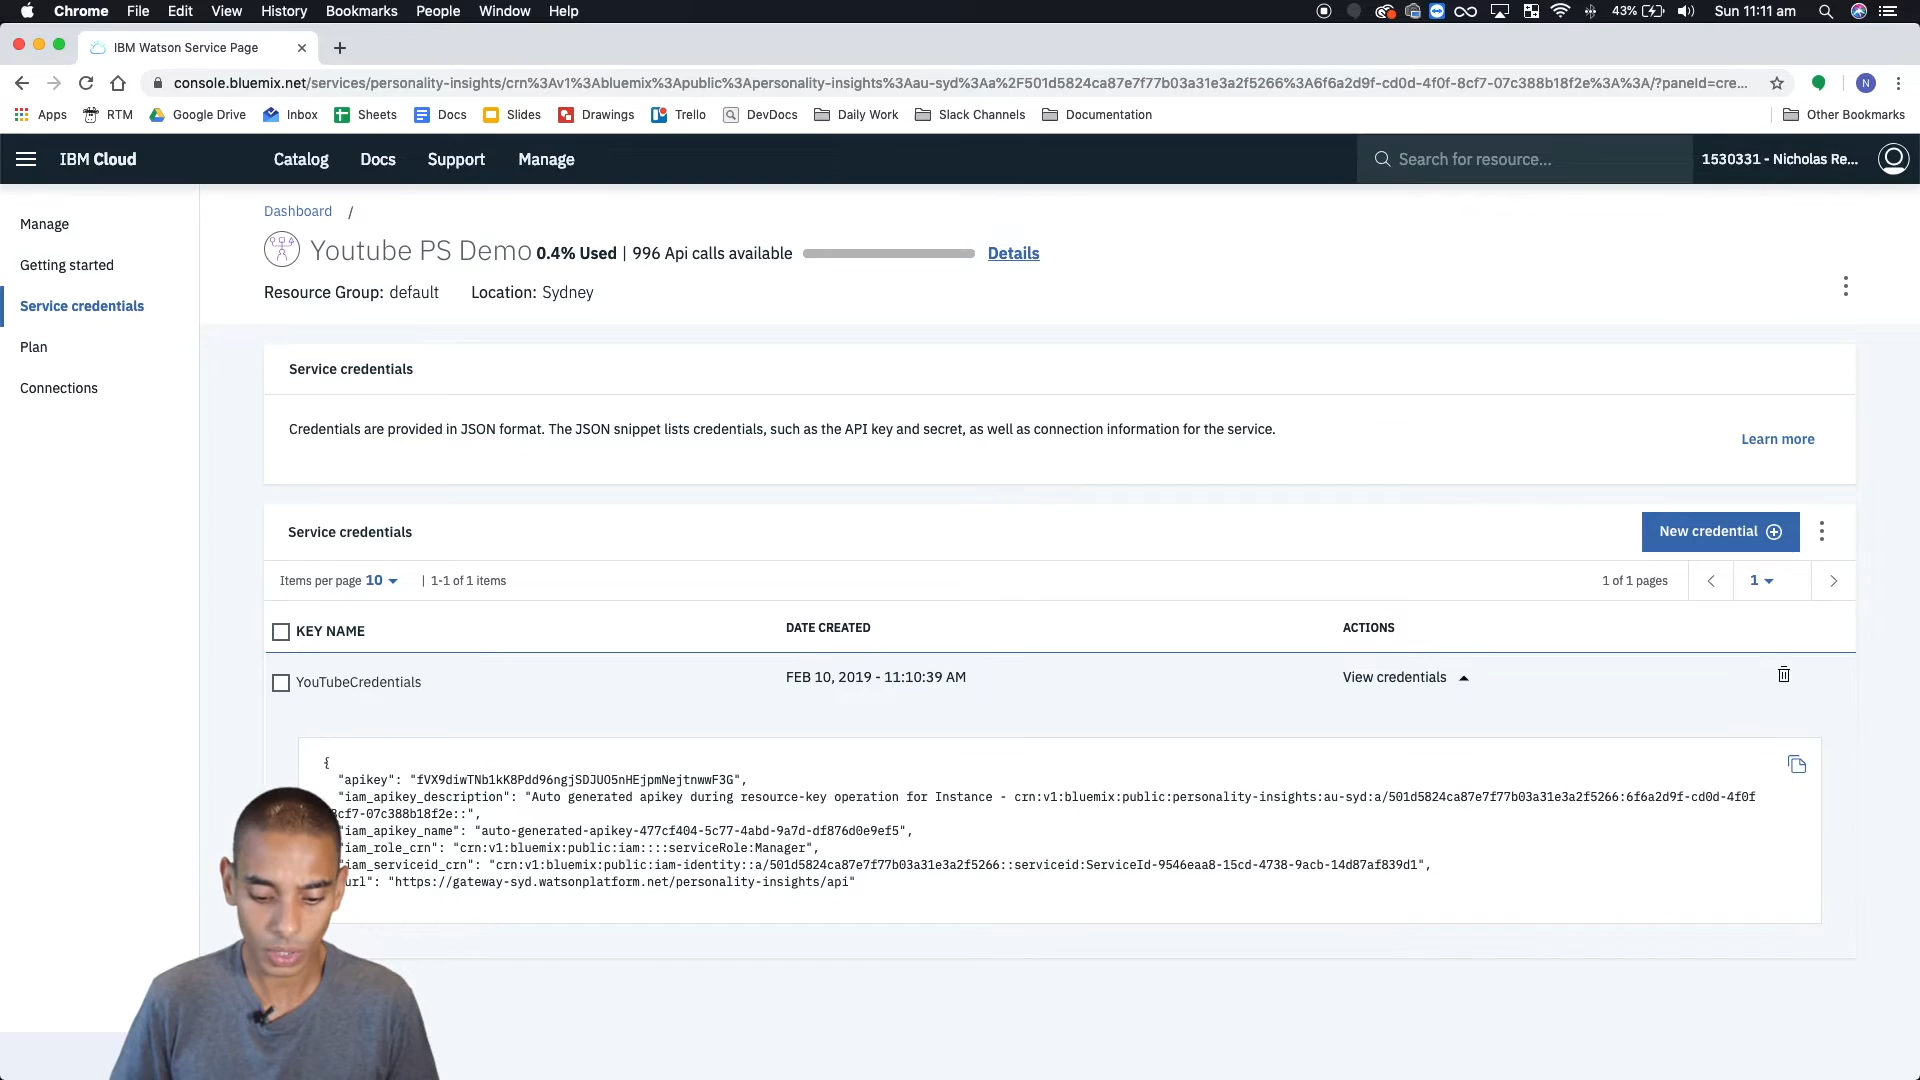 Chrome File Edit View History Bookmarks People Window Help 43% Sun 11:11 am
IBM Watson Service Page
console.bluemix.net/services/personality-insights/crn%3Av1%3Abluemix%3Apublic%3Apersonality-insights%3Aau-syd%3Aa%2F501d5824ca87e7f77b03a31e3a2f5266%3A6f6a2d9f-cd0d-4f0f-8cf7-07c388b18f2e%3A%3A/?paneId=cre... N
Apps RTM Google Drive Inbox Sheets Docs Slides Drawings Trello DevDocs Daily Work Slack Channels Documentation Other Bookmarks
IBM Cloud Catalog Docs Support Manage Search for resource... 1530331 - Nicholas Re...
Manage
Getting started
Service credentials
Plan
Connections
Dashboard /
Youtube PS Demo 0.4% Used | 996 Api calls available Details
Resource Group: default Location: Sydney
Service credentials
Credentials are provided in JSON format. The JSON snippet lists credentials, such as the API key and secret, as well as connection information for the service.
Learn more
Service credentials New credential
Items per page 10 | 1-1 of 1 items 1 of 1 pages 1
KEY NAME DATE CREATED ACTIONS
YouTubeCredentials FEB 10, 2019 - 11:10:39 AM View credentials
{
"apikey": "fVX9diwTNb1kK8Pdd96ngjSDJUO5nHEjpmNejtnwwF3G",
"iam_apikey_description": "Auto generated apikey during resource-key operation for Instance - crn:v1:bluemix:public:personality-insights:au-syd:a/501d5824ca87e7f77b03a31e3a2f5266:6f6a2d9f-cd0d-4f0f
8cf7-07c388b18f2e::",
"iam_apikey_name": "auto-generated-apikey-477cf404-5c77-4abd-9a7d-df876d0e9ef5",
"iam_role_crn": "crn:v1:bluemix:public:iam::::serviceRole:Manager",
"iam_serviceid_crn": "crn:v1:bluemix:public:iam-identity::a/501d5824ca87e7f77b03a31e3a2f5266::serviceid:ServiceId-9546eaa8-15cd-4738-9acb-14d87af839d1",
url": "https://gateway-syd.watsonplatform.net/personality-insights/api"